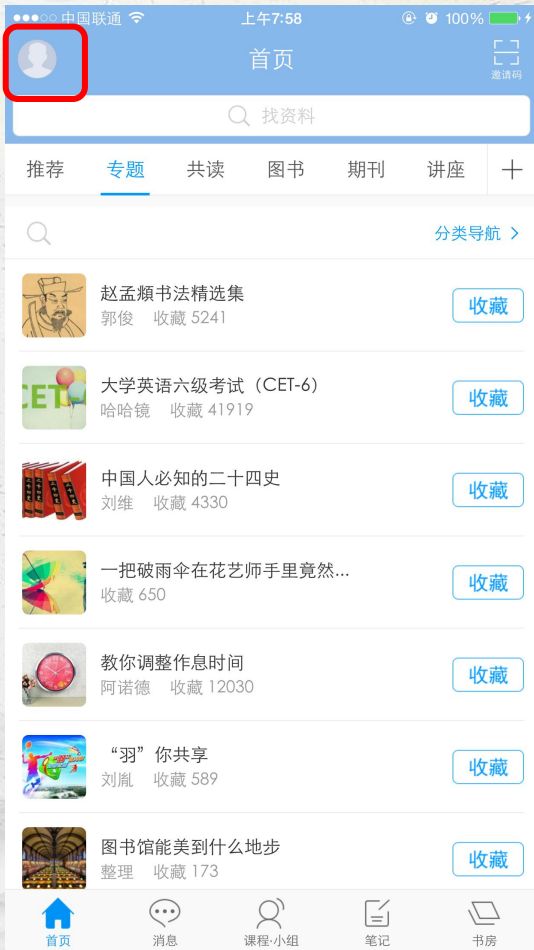 中国联通 上午7:58 100%
首页
邀请码
找资料
推荐 专题 共读 图书 期刊 讲座
分类导航
赵孟頫书法精选集
郭俊 收藏 5241
收藏
大学英语六级考试（CET-6）
哈哈镜 收藏 41919
收藏
CET
中国人必知的二十四史
刘维 收藏 4330
收藏
一把破雨伞在花艺师手里竟然...
收藏 650
收藏
教你调整作息时间
阿诺德 收藏 12030
收藏
“羽”你共享
刘胤 收藏 589
收藏
图书馆能美到什么地步
整理 收藏 173
收藏
首页 消息 课程·小组 笔记 书房